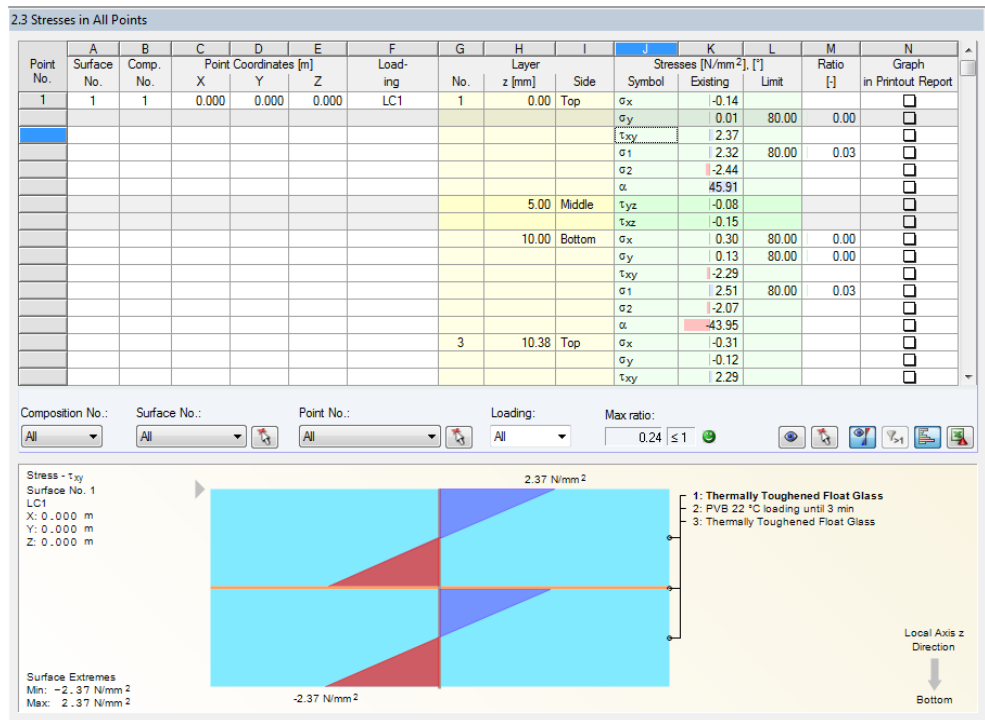 2.3 Stresses in All Points
A B C D E F G H I J K L M N
Point Surface Comp. Point Coordinates [m] Load- Layer Stresses [N/mm²], [°] Ratio Graph
No. No. No. X Y Z ing No. z [mm] Side Symbol Existing Limit [-] in Printout Report
1 1 1 0.000 0.000 0.000 LC1 1 0.00 Top σx -0.14
σy 0.01 80.00 0.00
τxy 2.37
σ1 2.32 80.00 0.03
σ2 -2.44
α 45.91
5.00 Middle τyz -0.08
τxz -0.15
10.00 Bottom σx 0.30 80.00 0.00
σy 0.13 80.00 0.00
τxy -2.29
σ1 2.51 80.00 0.03
σ2 -2.07
α -43.95
3 10.38 Top σx -0.31
σy -0.12
τxy 2.29
Composition No.: Surface No.: Point No.: Loading: Max ratio:
All All All All 0.24 ≤ 1 >1
Stress - τxy
Surface No. 1
LC1
X: 0.000 m
Y: 0.000 m
Z: 0.000 m
2.37 N/mm²
1: Thermally Toughened Float Glass
2: PVB 22 °C loading until 3 min
3: Thermally Toughened Float Glass
Local Axis z
Direction
Bottom
Surface Extremes
Min: -2.37 N/mm²
Max: 2.37 N/mm²
-2.37 N/mm²